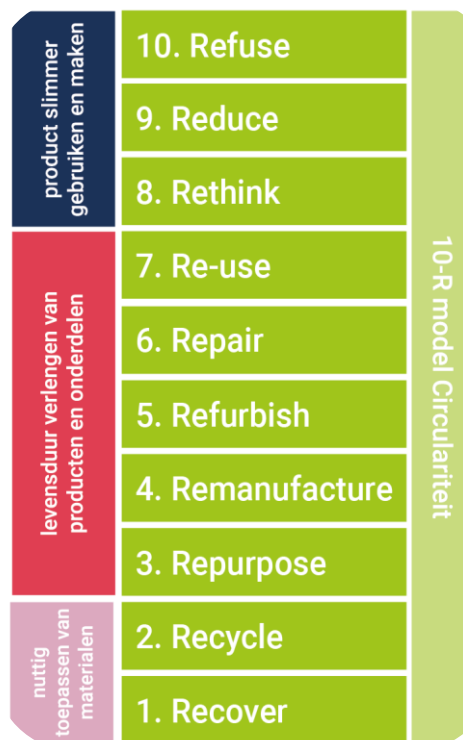 product slimmer
gebruiken en maken
10. Refuse
9. Reduce
8. Rethink
levensduur verlengen van
producten en onderdelen
7. Re-use
6. Repair
5. Refurbish
4. Remanufacture
3. Repurpose
nuttig
toepassen van
materialen
2. Recycle
1. Recover
10-R model Circulariteit